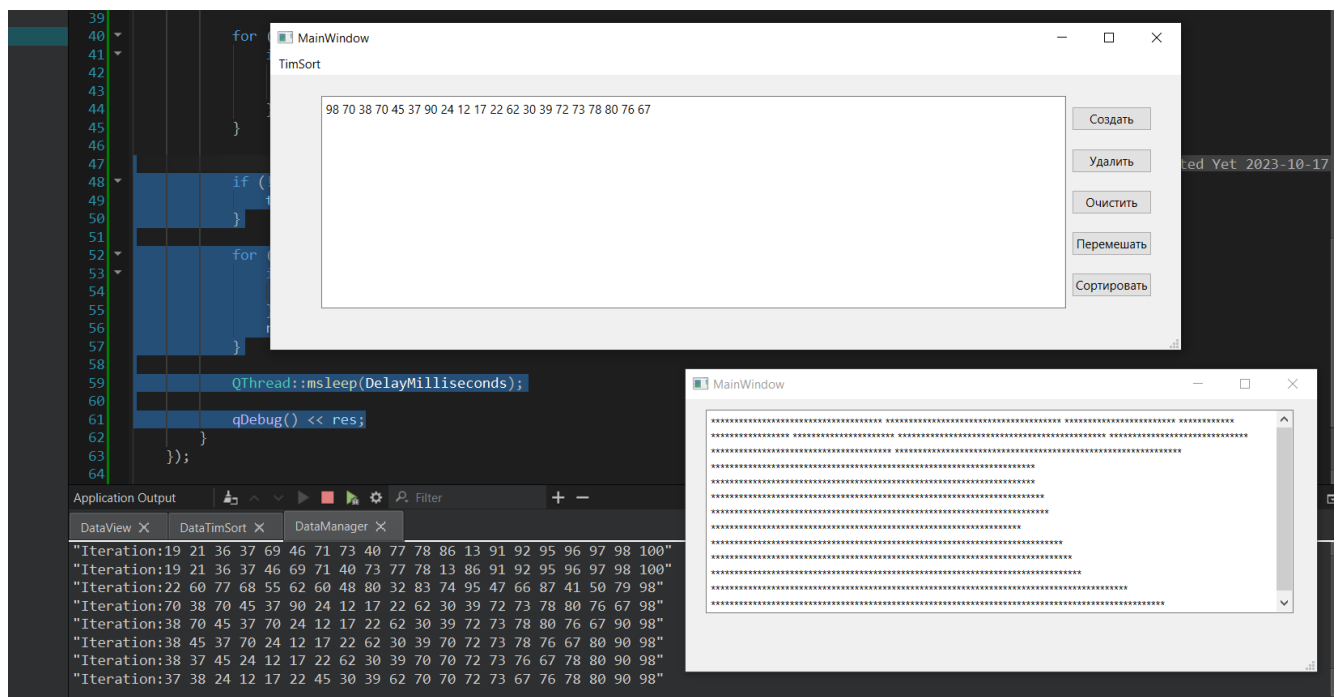 39
40 for (
41
42
43
44 }
45 }
46
47 ted Yet 2023-10-17
48 if (
49
50 }
51
52 for (
53
54
55
56
57 }
58
59 QThread::msleep(DelayMilliseconds);
60
61 qDebug() << res;
62 }
63 });
64
MainWindow
TimSort
98 70 38 70 45 37 90 24 12 17 22 62 30 39 72 73 78 80 76 67
Создать
Удалить
Очистить
Перемешать
Сортировать
MainWindow
Application Output Filter
DataView DataTimSort DataManager
"Iteration:19 21 36 37 69 46 71 73 40 77 78 86 13 91 92 95 96 97 98 100"
"Iteration:19 21 36 37 46 69 71 40 73 77 78 13 86 91 92 95 96 97 98 100"
"Iteration:22 60 77 68 55 62 60 48 80 32 83 74 95 47 66 87 41 50 79 98"
"Iteration:70 38 70 45 37 90 24 12 17 22 62 30 39 72 73 78 80 76 67 98"
"Iteration:38 70 45 37 70 24 12 17 22 62 30 39 72 73 78 80 76 67 90 98"
"Iteration:38 45 37 70 24 12 17 22 62 30 39 70 72 73 78 76 67 80 90 98"
"Iteration:38 37 45 24 12 17 22 62 30 39 70 70 72 73 76 67 78 80 90 98"
"Iteration:37 38 24 12 17 22 45 30 39 62 70 70 72 73 67 76 78 80 90 98"